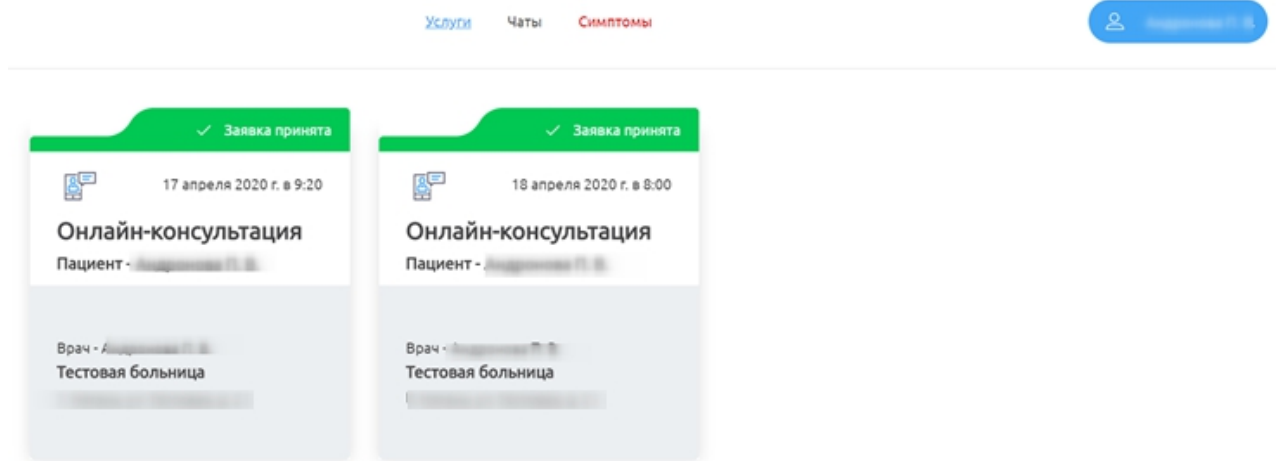 Услуги Чаты Симптомы
Заявка принята
17 апреля 2020 г. в 9:20
Онлайн-консультация
Пациент -
Врач -
Тестовая больница
Заявка принята
18 апреля 2020 г. в 8:00
Онлайн-консультация
Пациент -
Врач -
Тестовая больница